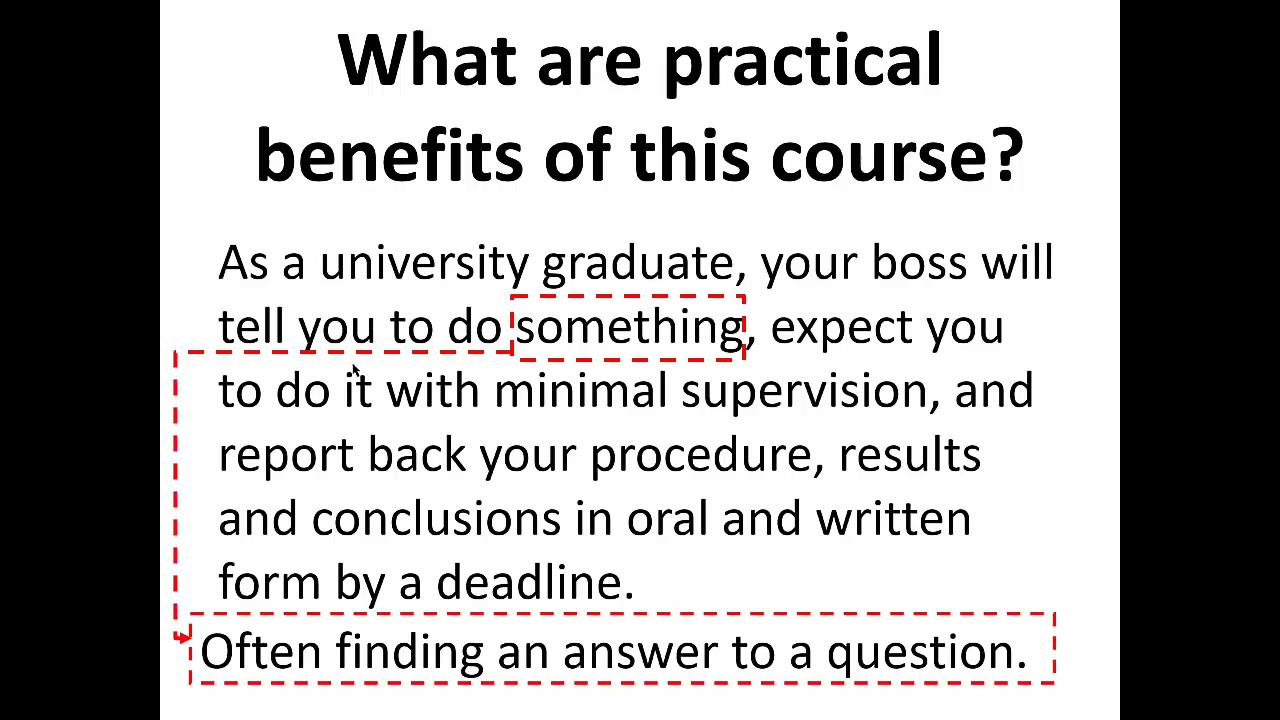 What are practical
benefits of this course?
As a university graduate, your boss will
tell you to do something, expect you
to do it with minimal supervision, and
report back your procedure, results
and conclusions in oral and written
form by a deadline.
Often finding an answer to a question.